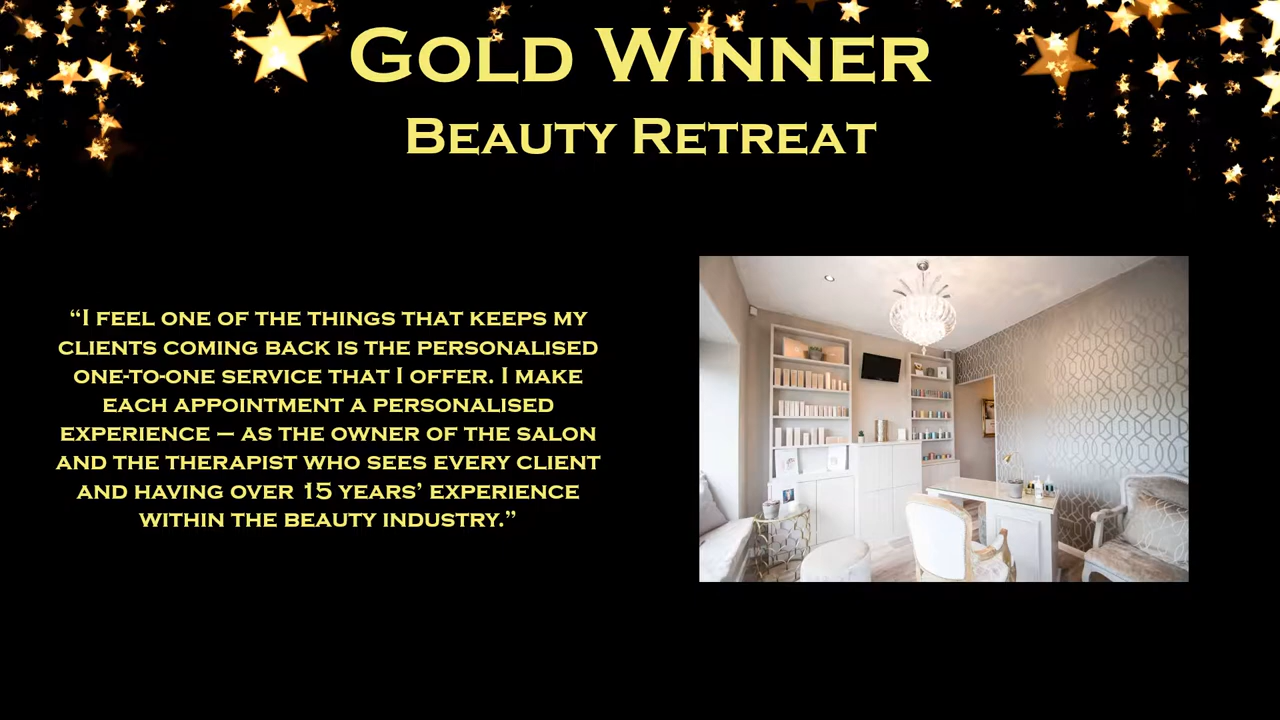 Gold Winner
Beauty Retreat
“I feel one of the things that keeps my
clients coming back is the personalised
one-to-one service that I offer. I make
each appointment a personalised
experience – as the owner of the salon
and the therapist who sees every client
and having over 15 years’ experience
within the beauty industry.”